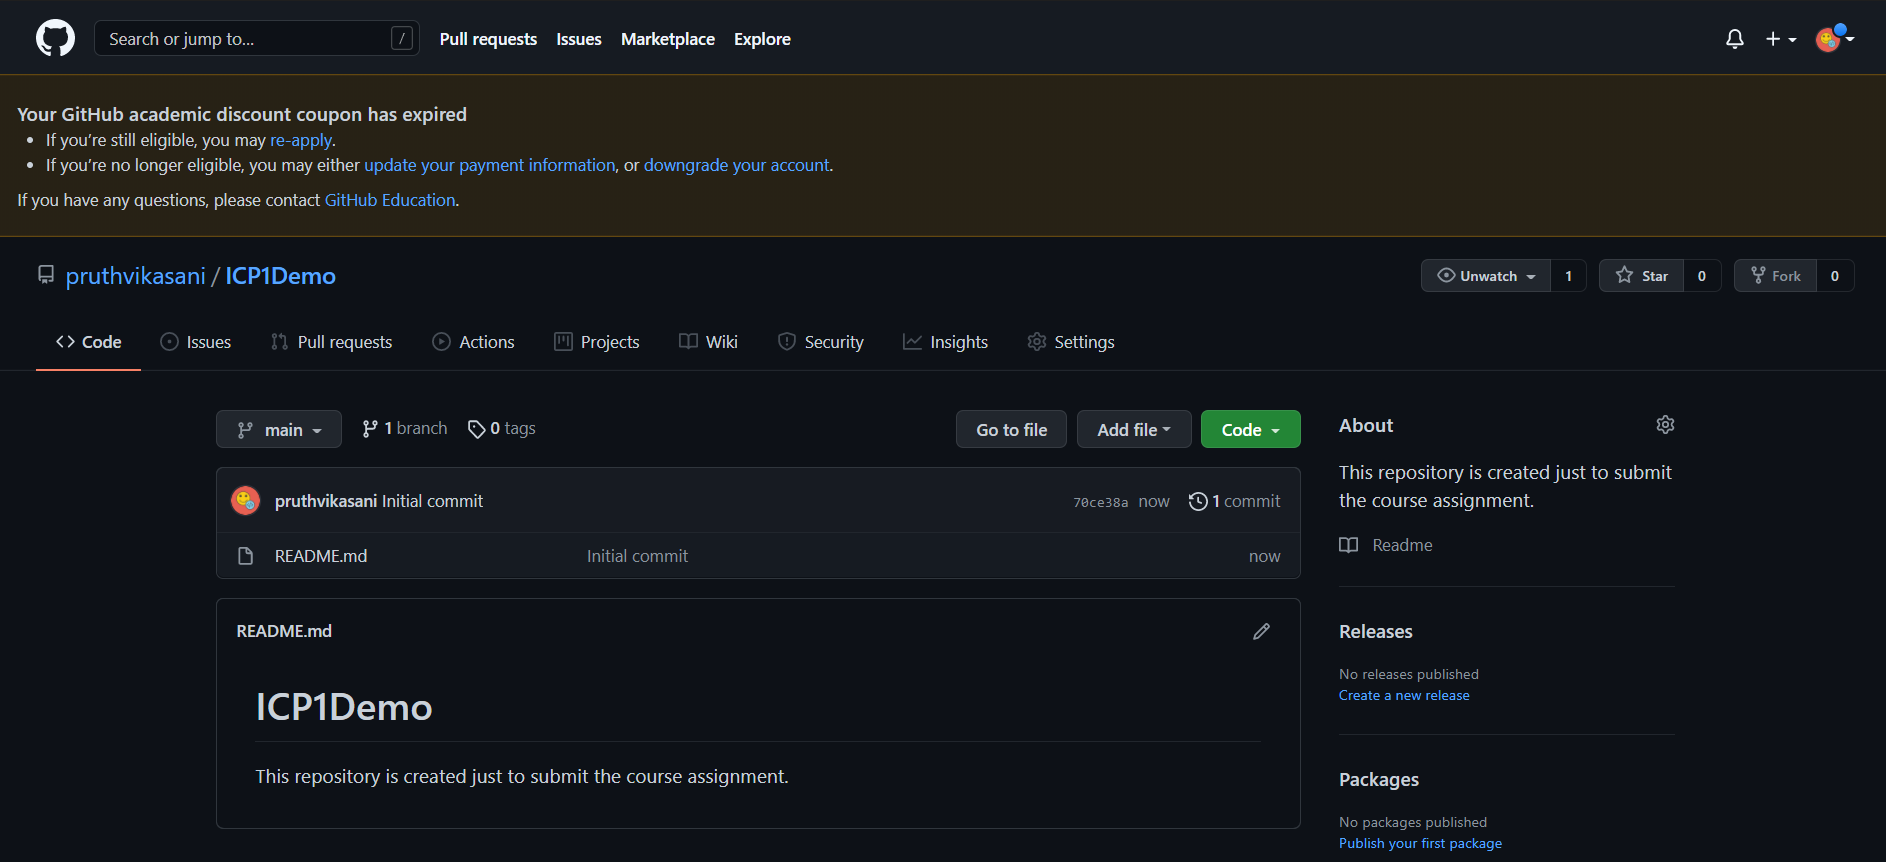 Search or jump to... /
Pull requests Issues Marketplace Explore
Your GitHub academic discount coupon has expired
If you’re still eligible, you may re-apply.
If you’re no longer eligible, you may either update your payment information, or downgrade your account.
If you have any questions, please contact GitHub Education.
pruthvikasani / ICP1Demo
Unwatch 1 Star 0 Fork 0
Code Issues Pull requests Actions Projects Wiki Security Insights Settings
main 1 branch 0 tags Go to file Add file Code
pruthvikasani Initial commit 70ce38a now 1 commit
README.md Initial commit now
README.md
ICP1Demo
This repository is created just to submit the course assignment.
About
This repository is created just to submit
the course assignment.
Readme
Releases
No releases published
Create a new release
Packages
No packages published
Publish your first package